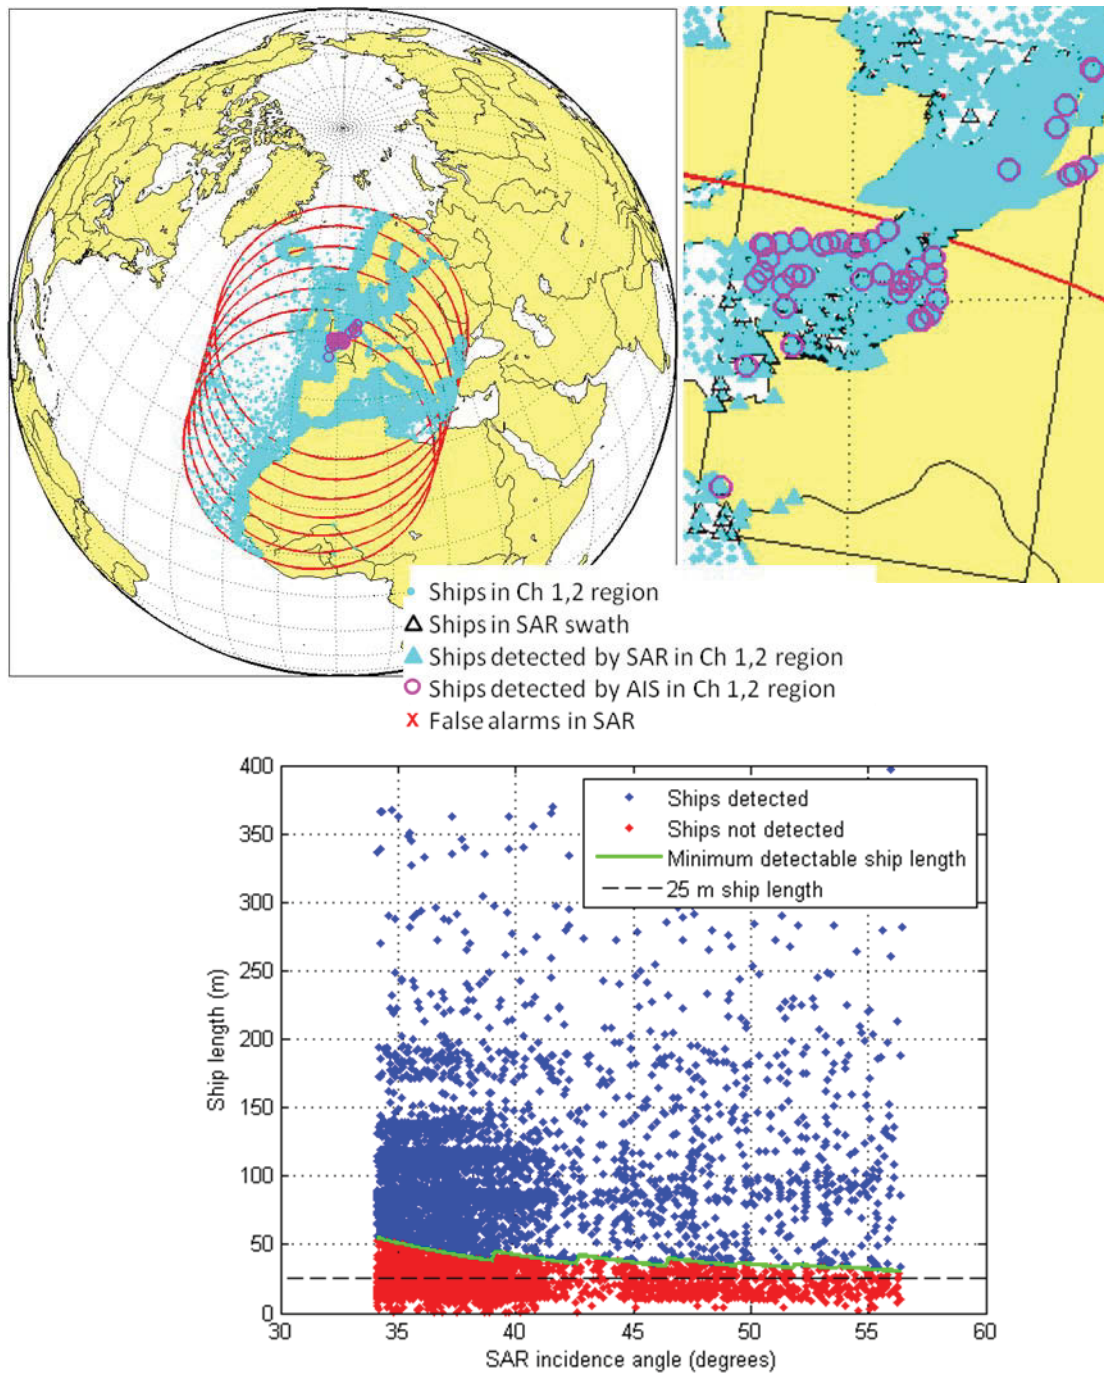 Ships in Ch 1,2 region
Ships in SAR swath
Ships detected by SAR in Ch 1,2 region
Ships detected by AIS in Ch 1,2 region
x False alarms in SAR
400
350
300
250
200
150
100
50
0
Ship length (m)
Ships detected
Ships not detected
Minimum detectable ship length
25 m ship length
30 35 40 45 50 55 60
SAR incidence angle (degrees)